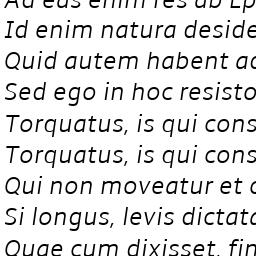 Ad eas enim res ab Ep
Id enim natura deside
Quid autem habent ad
Sed ego in hoc resisto
Torquatus, is qui cons
Torquatus, is qui cons
Qui non moveatur et o
Si longus, levis dictata
Quae cum dixisset, fin